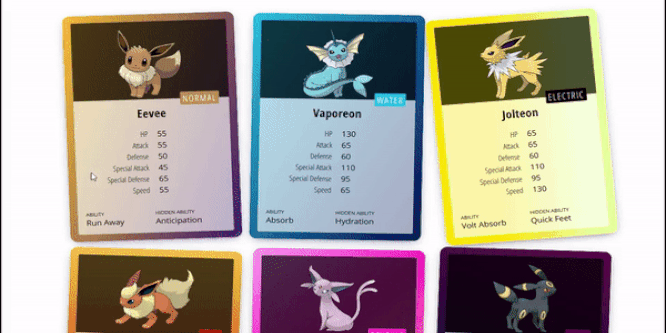 NORMAL
Eevee
HP 55
Attack 55
Defense 50
Special Attack 45
Special Defense 65
Speed 55
ABILITY HIDDEN ABILITY
Run Away Anticipation
WATER
Vaporeon
HP 130
Attack 65
Defense 60
Special Attack 110
Special Defense 95
Speed 65
ABILITY HIDDEN ABILITY
Absorb Hydration
ELECTRIC
Jolteon
HP 65
Attack 65
Defense 60
Special Attack 110
Special Defense 95
Speed 130
ABILITY HIDDEN ABILITY
Volt Absorb Quick Feet